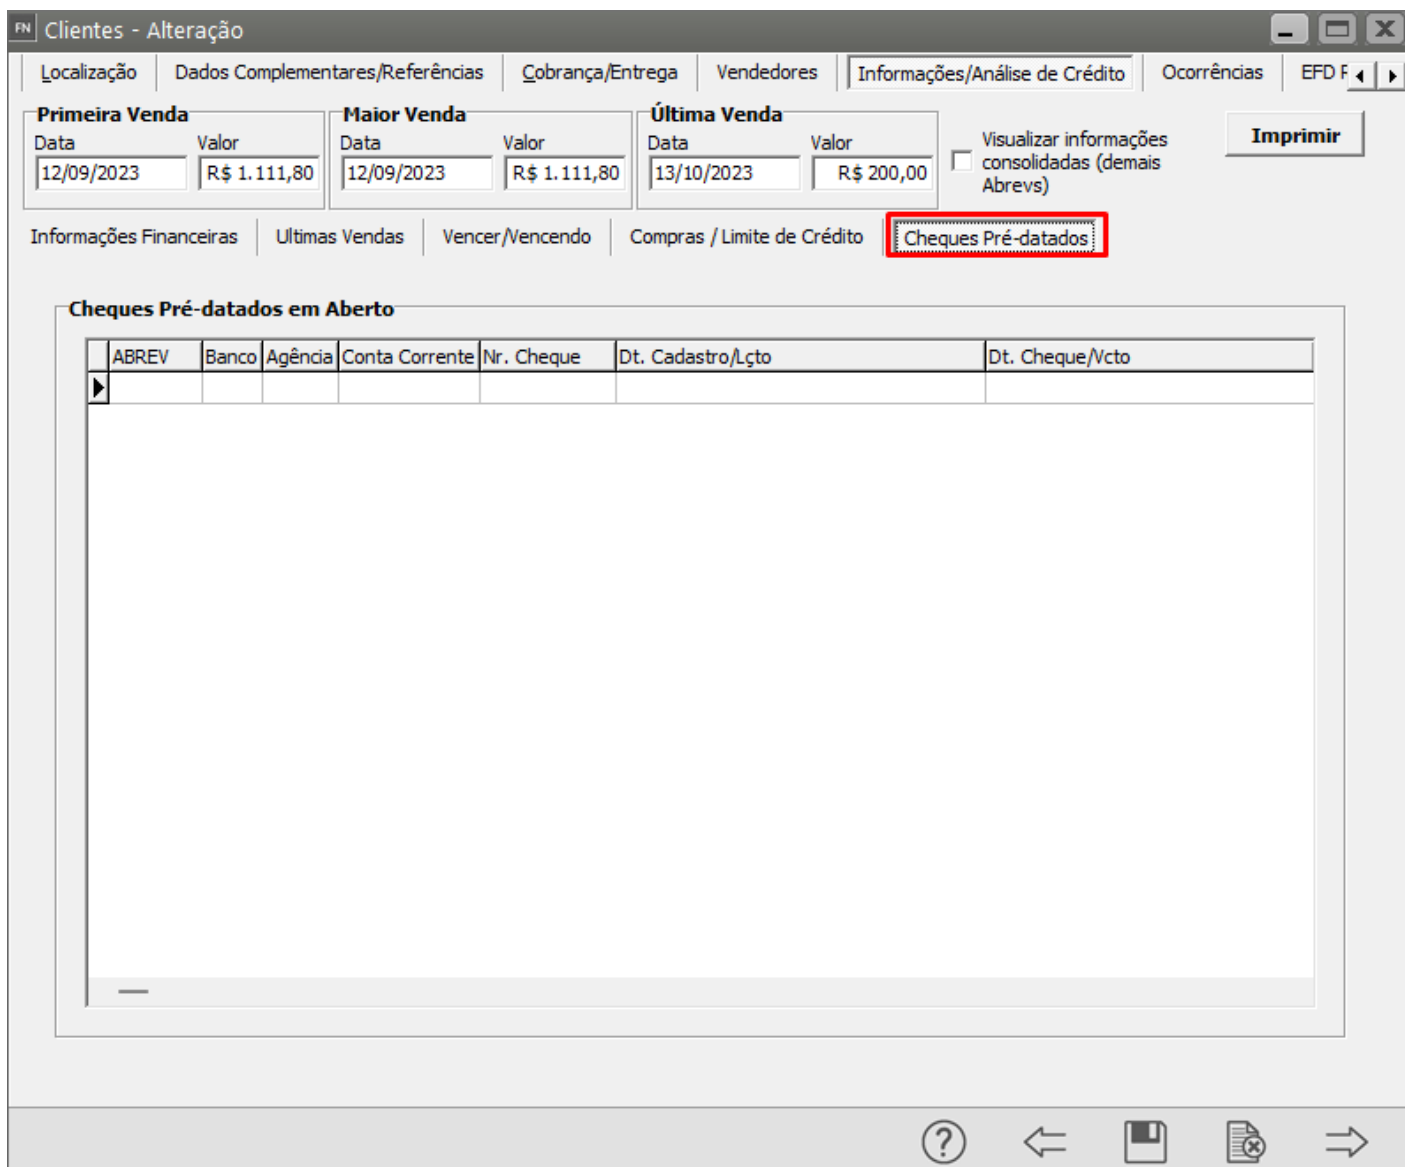 FN Clientes - Alteração
Localização Dados Complementares/Referências Cobrança/Entrega Vendedores Informações/Análise de Crédito Ocorrências EFD
Primeira Venda Maior Venda Última Venda
Data Valor Data Valor Data Valor
12/09/2023 R$ 1.111,80 12/09/2023 R$ 1.111,80 13/10/2023 R$ 200,00
Visualizar informações
consolidadas (demais
Abrevs)
Imprimir
Informações Financeiras Ultimas Vendas Vencer/Vencendo Compras / Limite de Crédito Cheques Pré-datados
Cheques Pré-datados em Aberto
ABREV Banco Agência Conta Corrente Nr. Cheque Dt. Cadastro/Lçto Dt. Cheque/Vcto